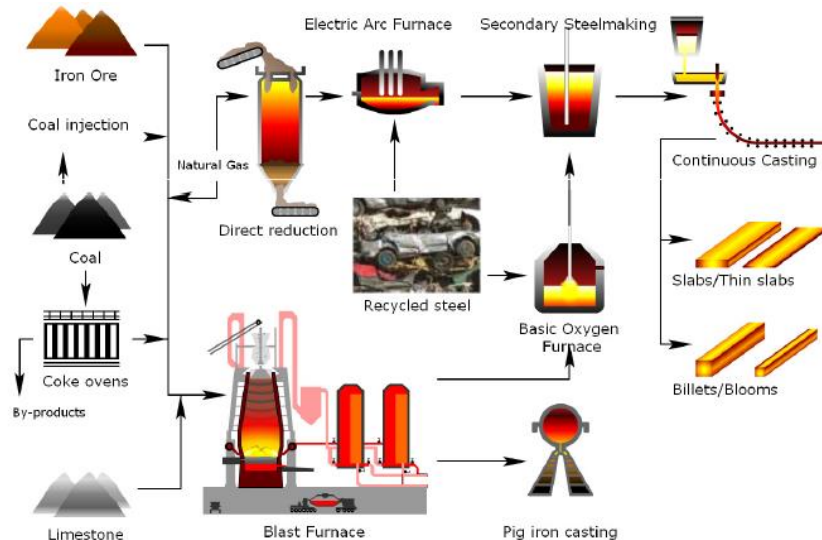 Electric Arc Furnace
Secondary Steelmaking
Iron Ore
Coal injection
Natural Gas
Continuous Casting
Direct reduction
Coal
Recycled steel
Slabs/Thin slabs
Basic Oxygen
Furnace
Coke ovens
Billets/Blooms
By-products
Limestone
Blast Furnace
Pig iron casting